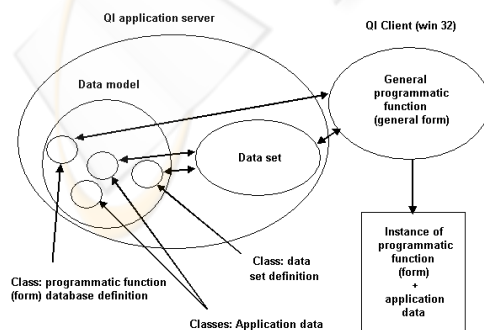 QI application server
QI Client (win 32)
Data model
General
programmatic
function
(general form)
Data set
Instance of
programmatic
function
(form)
+
application
data
Class: data
set definition
Class: programmatic function
(form) database definition
Classes: Application data